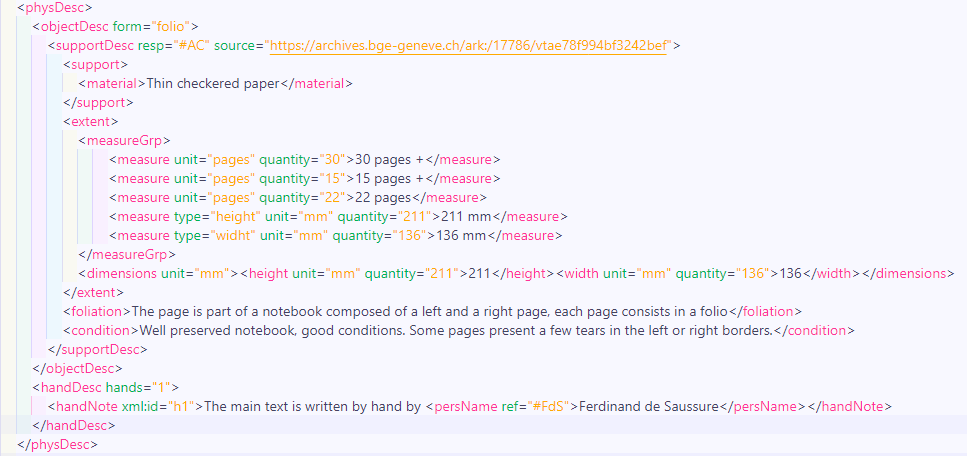 <physDesc>
<objectDesc form="folio">
<supportDesc resp="#AC" source="https://archives.bge-geneve.ch/ark:/17786/vtae78f994bf3242bef">
<support>
<material>Thin checkered paper</material>
</support>
<extent>
<measureGrp>
<measure unit="pages" quantity="30">30 pages +</measure>
<measure unit="pages" quantity="15">15 pages +</measure>
<measure unit="pages" quantity="22">22 pages</measure>
<measure type="height" unit="mm" quantity="211">211 mm</measure>
<measure type="widht" unit="mm" quantity="136">136 mm</measure>
</measureGrp>
<dimensions unit="mm"><height unit="mm" quantity="211">211</height><width unit="mm" quantity="136">136</width></dimensions>
</extent>
<foliation>The page is part of a notebook composed of a left and a right page, each page consists in a folio</foliation>
<condition>Well preserved notebook, good conditions. Some pages present a few tears in the left or right borders.</condition>
</supportDesc>
</objectDesc>
<handDesc hands="1">
<handNote xml:id="h1">The main text is written by hand by <persName ref="#FdS">Ferdinand de Saussure</persName></handNote>
</handDesc>
</physDesc>